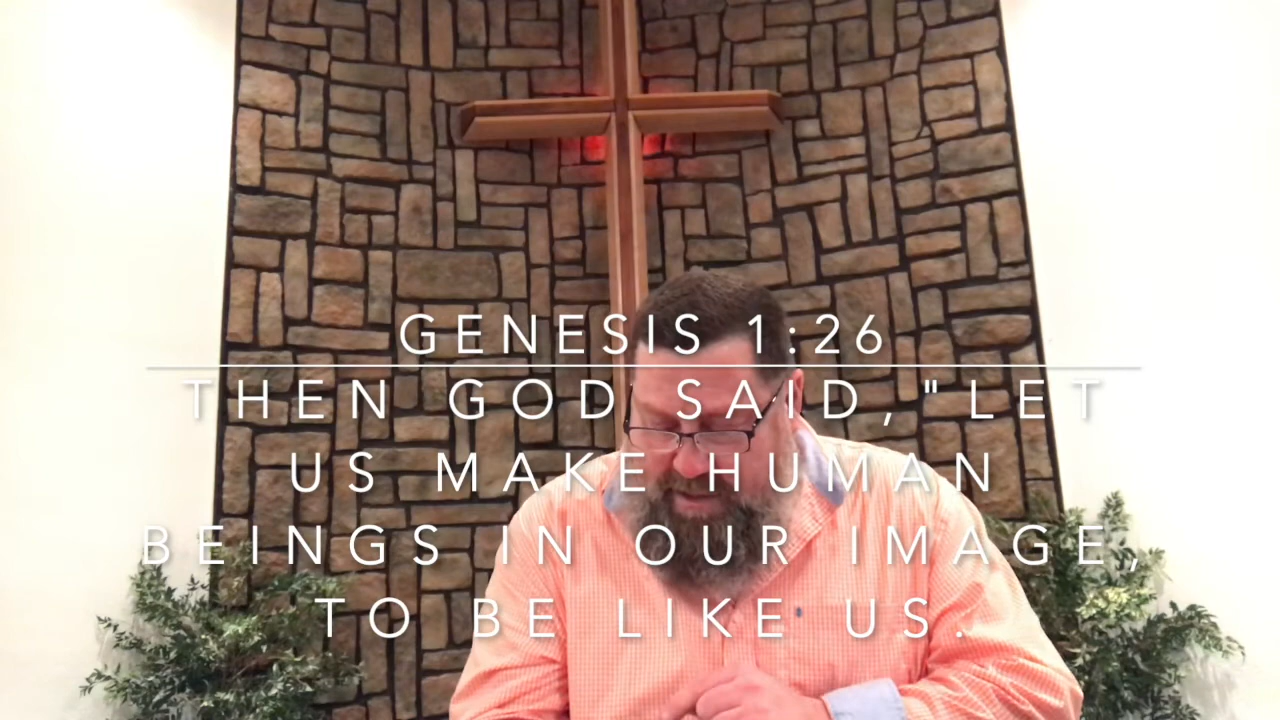 GENESIS 1:26
THEN GOD SAID,"LET
US MAKE HUMAN
BEINGS IN OUR IMAGE,
TO BE LIKE US.